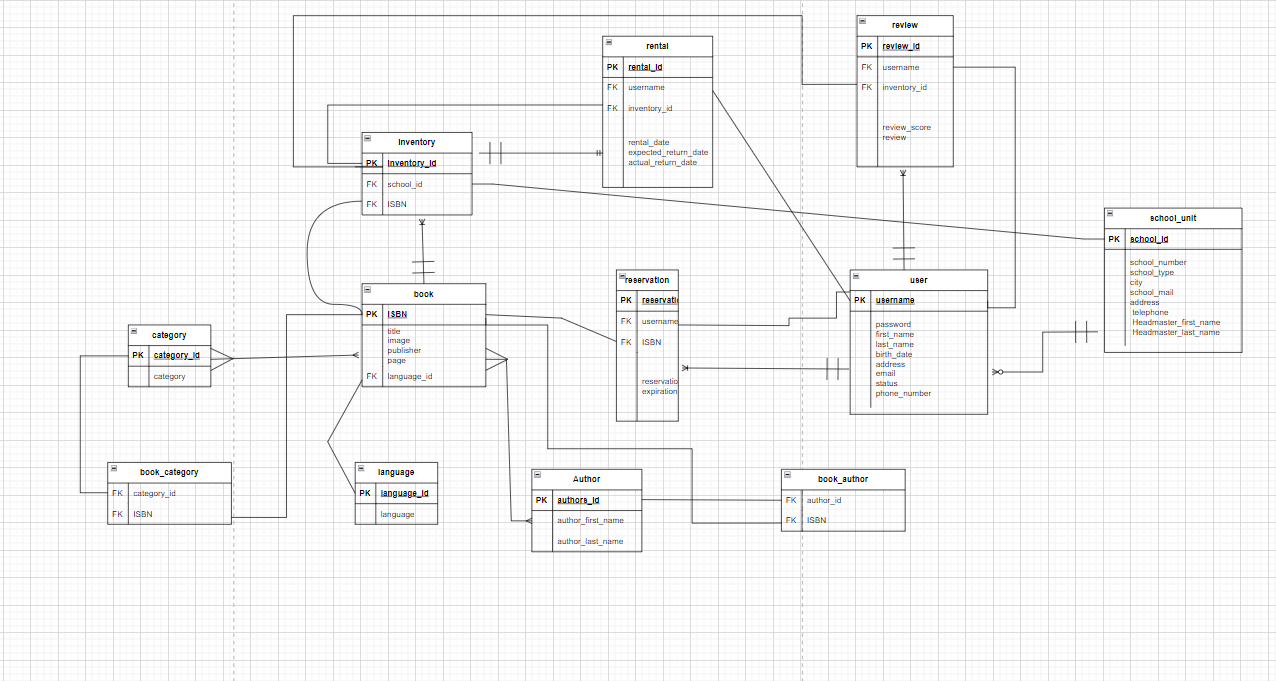 review
PK review_id
FK username
FK inventory_id
review_score
review
rental
PK rental_id
FK username
FK inventory_id
rental_date
expected_return_date
actual_return_date
Inventory
PK Inventory_id
FK school_id
FK ISBN
school_unit
PK school_id
school_number
school_type
city
school_mail
address
telephone
Headmaster_first_name
Headmaster_last_name
book
PK ISBN
title
image
publisher
page
FK language_id
reservation
PK reservati
FK username
FK ISBN
reservatio
expiration
user
PK username
password
first_name
last_name
birth_date
address
email
status
phone_number
category
PK category_id
category
book_category
FK category_id
FK ISBN
language
PK language_id
language
Author
PK authors_id
author_first_name
author_last_name
book_author
FK author_id
FK ISBN